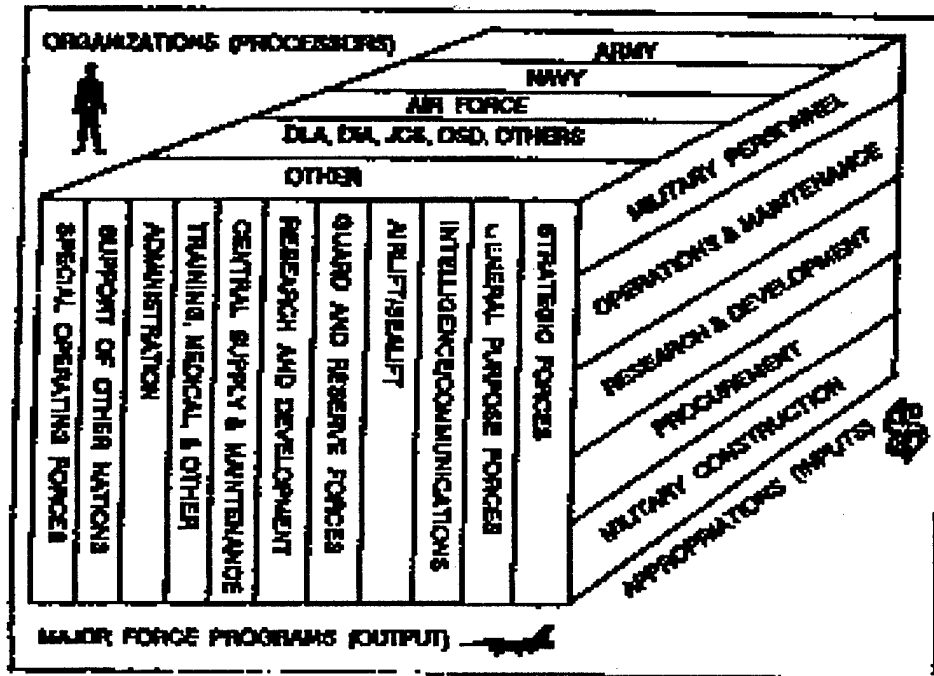 ORGANIZATIONS (PROCESSORS)
ARMY
NAVY
AIR FORCE
DLA, DIA, JCS, OSD, OTHERS
OTHER
MILITARY PERSONNEL
OPERATIONS & MAINTENANCE
RESEARCH & DEVELOPMENT
PROCUREMENT
MILITARY CONSTRUCTION
APPROPRIATIONS (INPUTS)
SPECIAL OPERATING FORCES
SUPPORT OF OTHER NATIONS
ADMINISTRATION
TRAINING, MEDICAL, & OTHER
CENTRAL SUPPLY & MAINTENANCE
RESEARCH AND DEVELOPMENT
GUARD AND RESERVE FORCES
AIRLIFT/SEALIFT
INTELLIGENCE/COMMUNICATIONS
GENERAL PURPOSE FORCES
STRATEGIC FORCES
MAJOR FORCE PROGRAMS (OUTPUT)